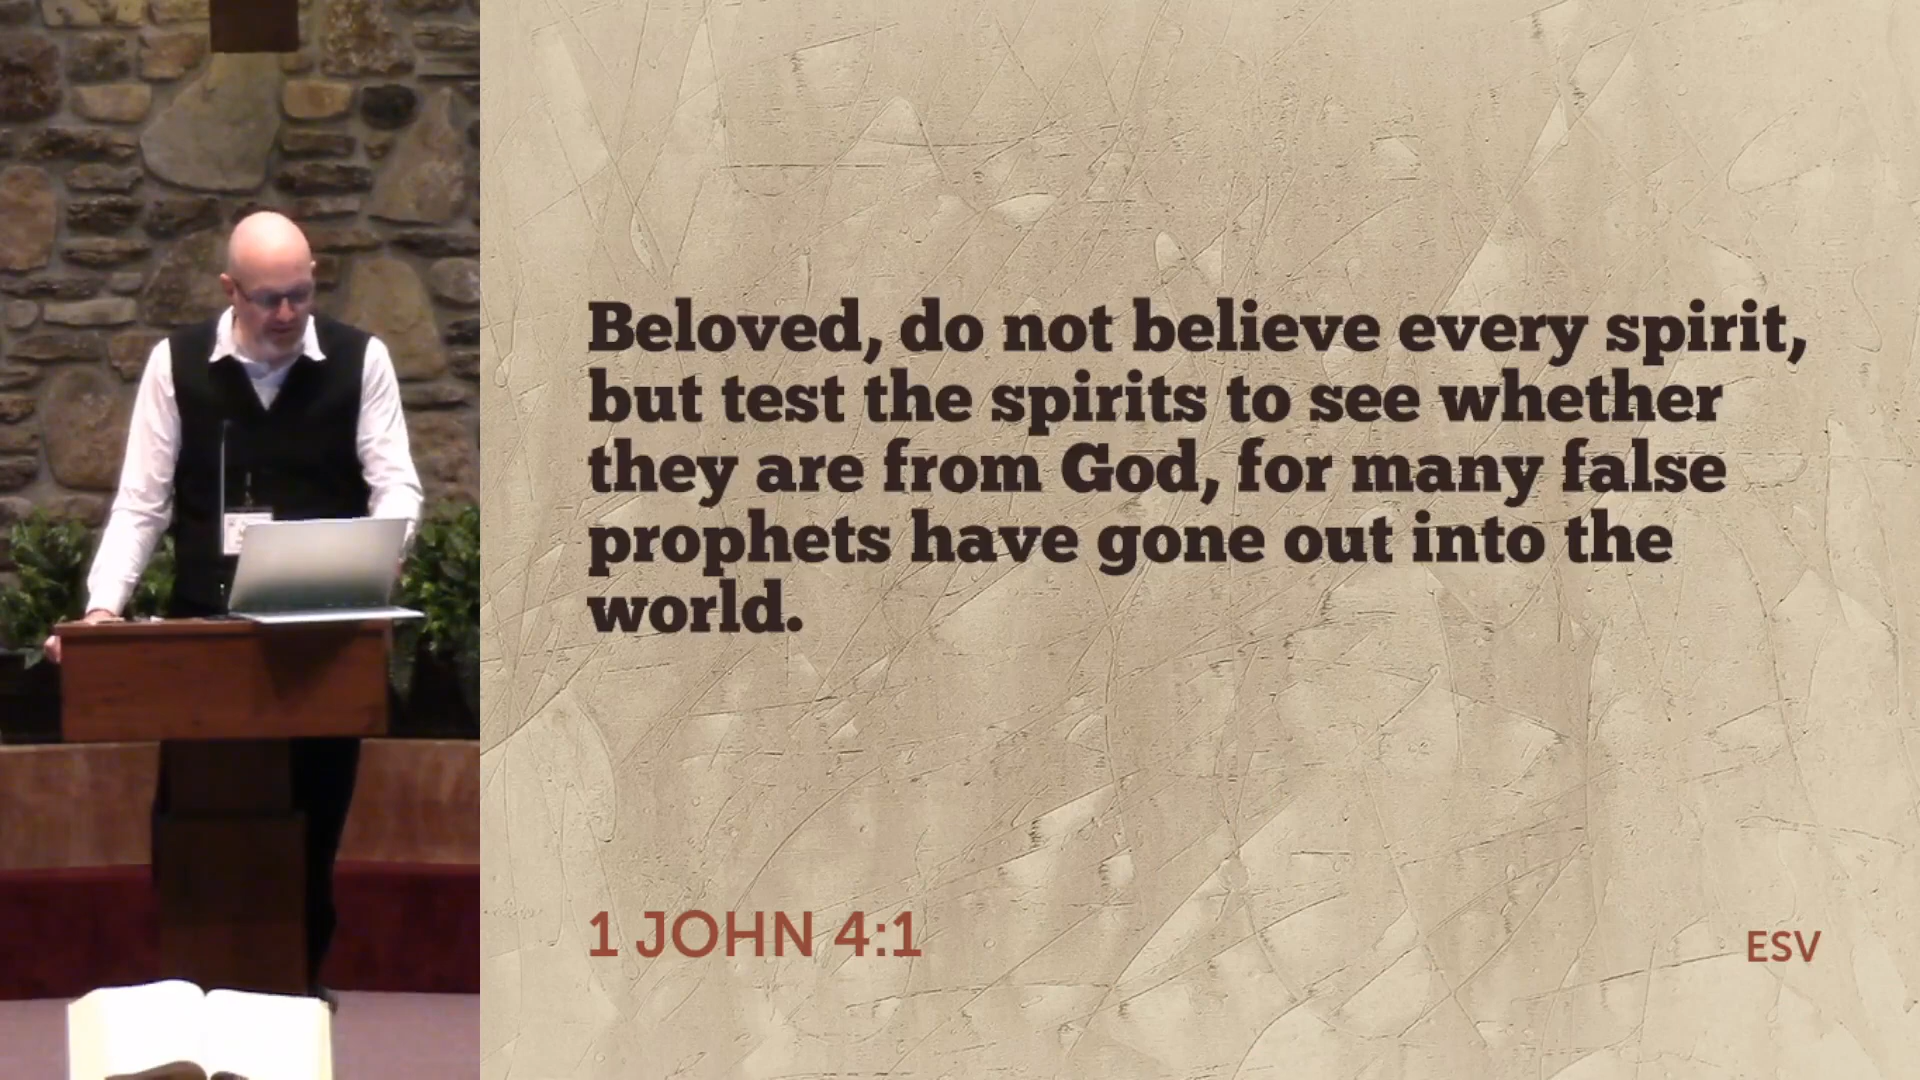 Beloved, do not believe every spirit,
but test the spirits to see whether
they are from God, for many false
prophets have gone out into the
world.
1 JOHN 4:1
ESV